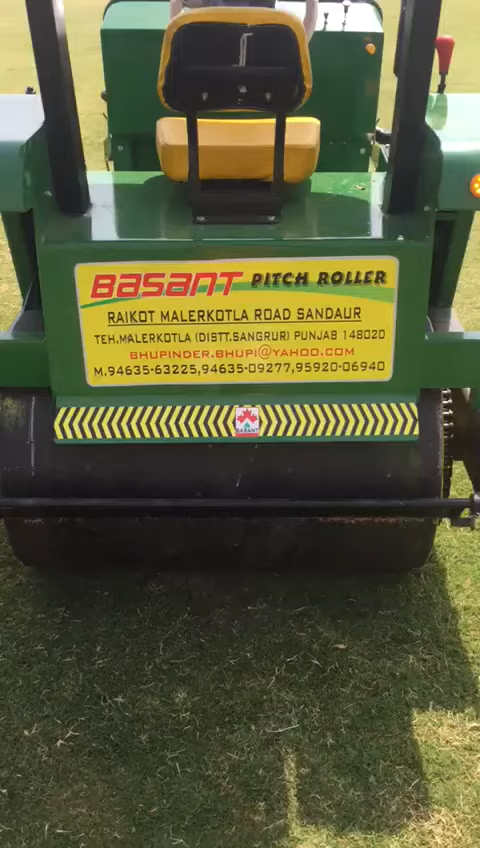 BASANT PITCH ROLLER
RAIKOT MALERKOTLA ROAD SANDAUR
TEH.MALERKOTLA (DISTT.SANGRUR) PUNJAB 148020
BHUPINDER.BHUPI@YAHOO.COM
M.94635-63225,94635-09277,95920-06940
BASANT